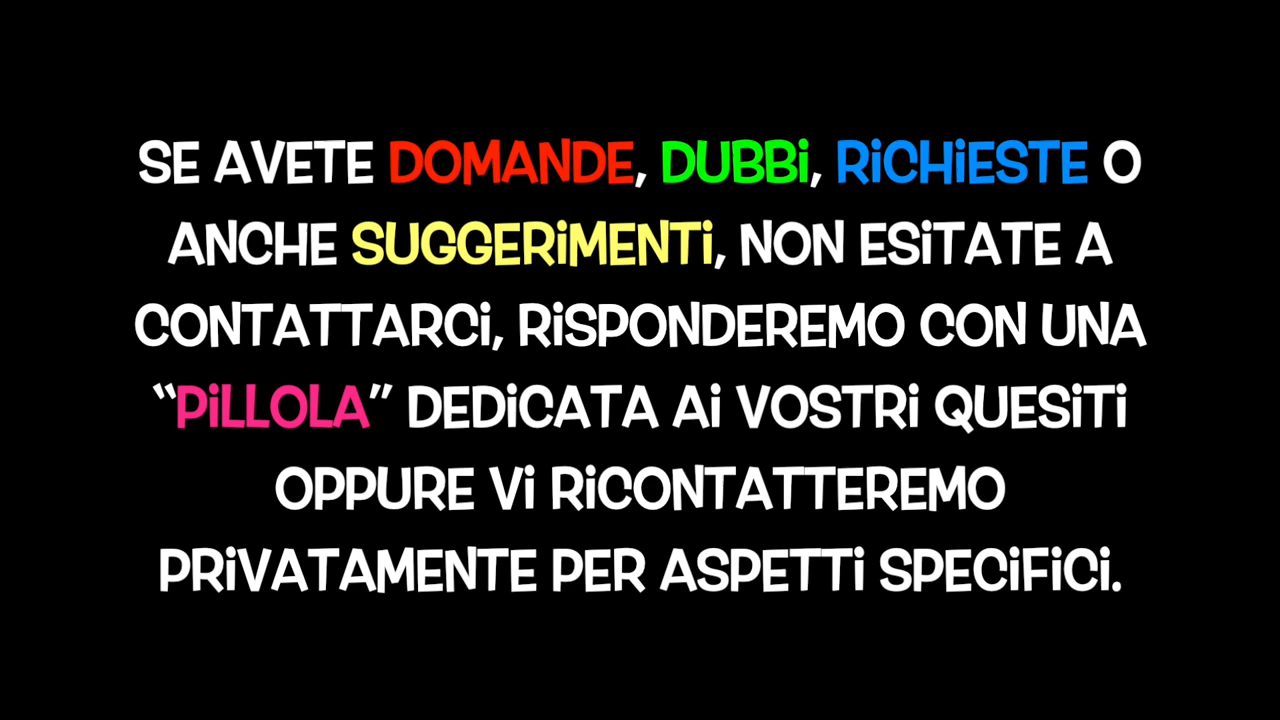 SE AVETE DOMANDE, DUBBI, RICHIESTE O
ANCHE SUGGERIMENTI, NON ESITATE A
CONTATTARCI, RISPONDEREMO CON UNA
“PILLOLA” DEDICATA AI VOSTRI QUESITI
OPPURE VI RICONTATTEREMO
PRIVATAMENTE PER ASPETTI SPECIFICI.